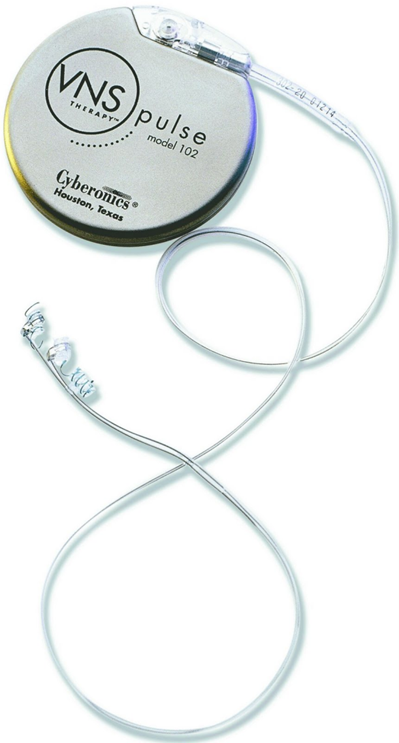 VNS
THERAPY™
pulse
model 102
Cyberonics®
Houston, Texas